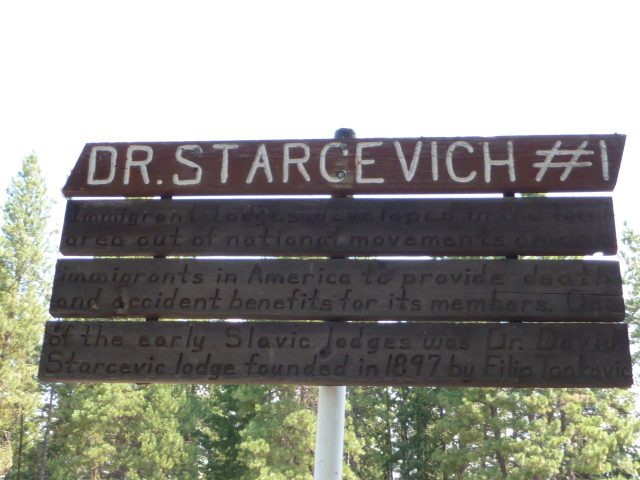 DR. STARCEVICH #1
Immigrant lodges developed in the
area out of national movements among
immigrants in America to provide death
and accident benefits for its members. One
of the early Slavic lodges was Dr. David
Starcevic lodge founded in 1897 by Filip Tonkovic